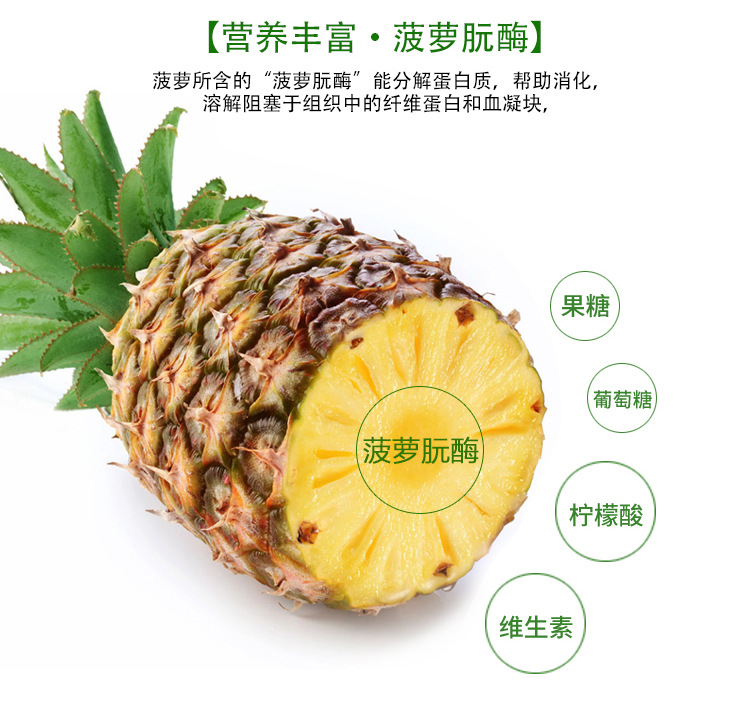 【营养丰富·菠萝朊酶】
菠萝所含的“菠萝朊酶”能分解蛋白质，帮助消化，
溶解阻塞于组织中的纤维蛋白和血凝块，
果糖
葡萄糖
菠萝朊酶
柠檬酸
维生素